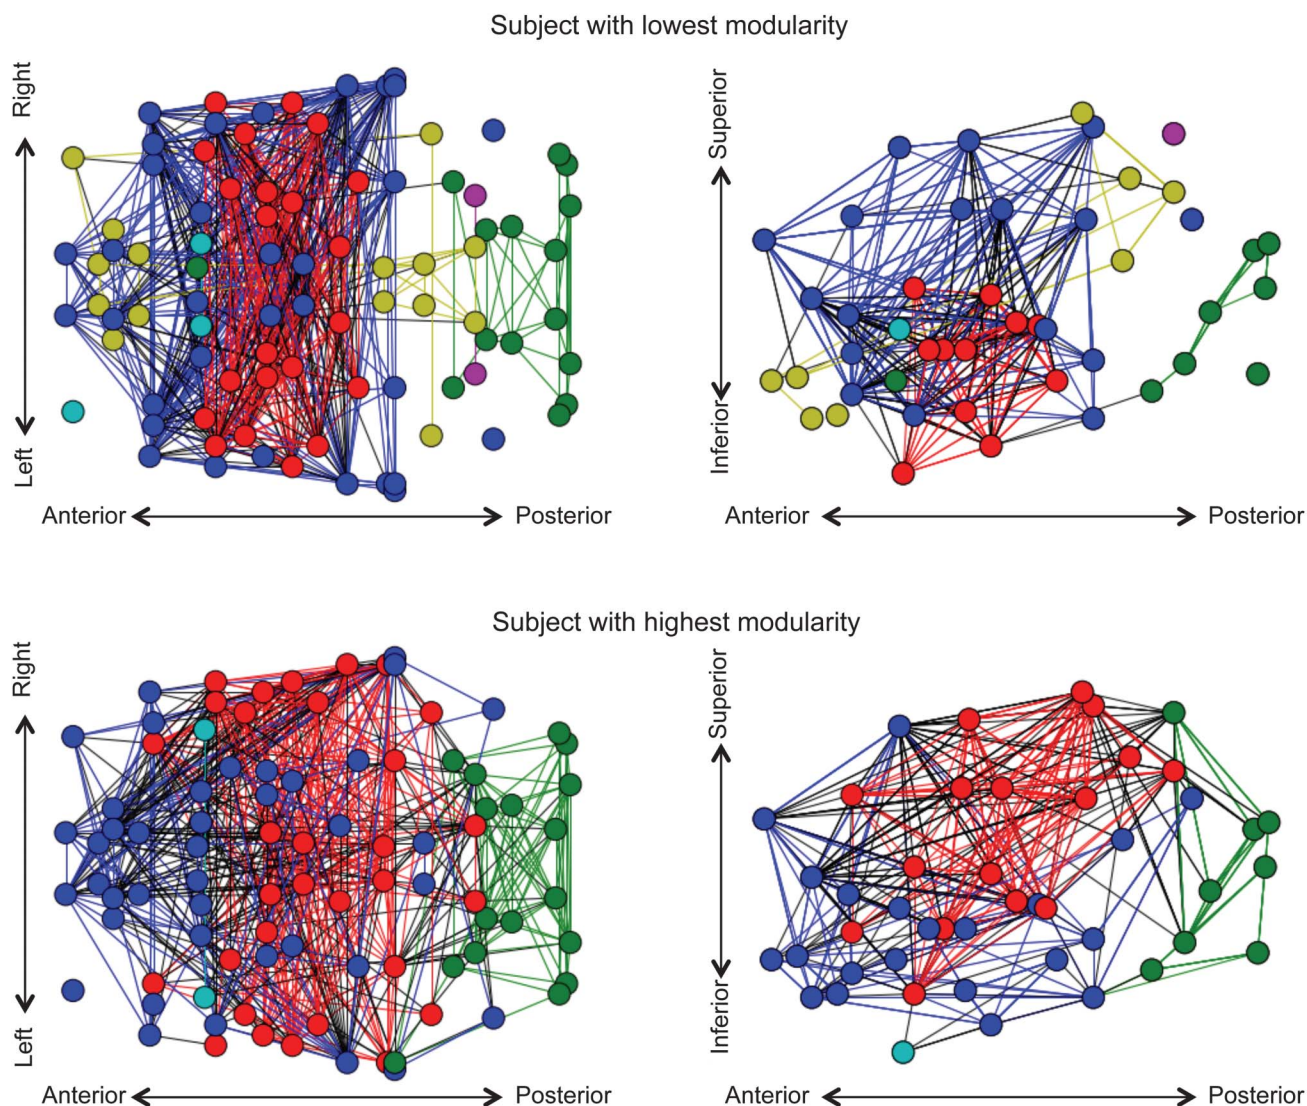 Subject with lowest modularity
Right
Left
Anterior
Posterior
Superior
Inferior
Anterior
Posterior
Subject with highest modularity
Right
Left
Anterior
Posterior
Superior
Inferior
Anterior
Posterior